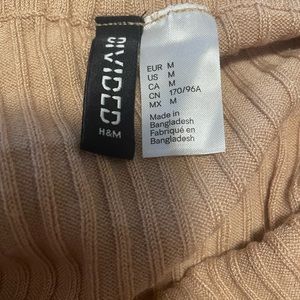 DIVIDED
H&M
EUR M
US M
CA M
CN 170/96A
MX M
Made in
Bangladesh
Fabriqué en
Bangladesh